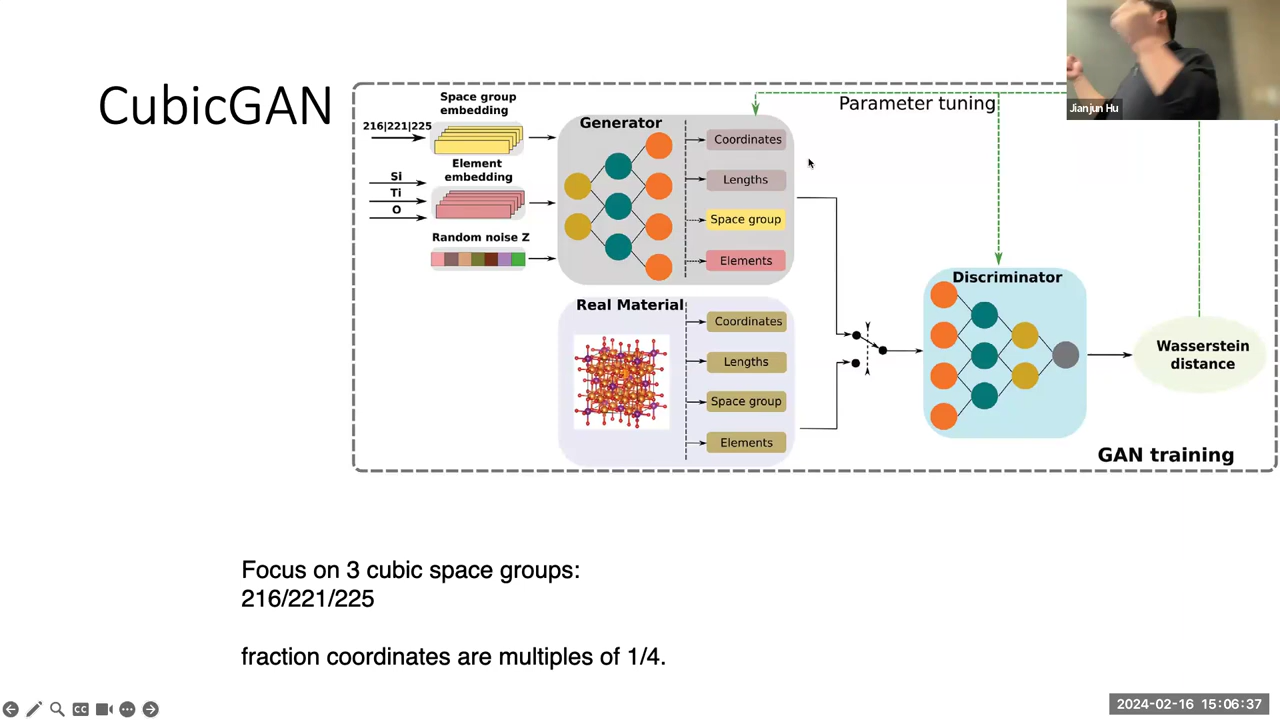 CubicGAN
Space group
embedding
216|221|225
Element
embedding
Si
Ti
O
Random noise Z
Generator
Coordinates
Lengths
Space group
Elements
Real Material
Coordinates
Lengths
Space group
Elements
Parameter tuning
Discriminator
Wasserstein
distance
GAN training
Jianjun Hu
Focus on 3 cubic space groups:
216/221/225
fraction coordinates are multiples of 1/4.
CC
2024-02-16 15:06:37